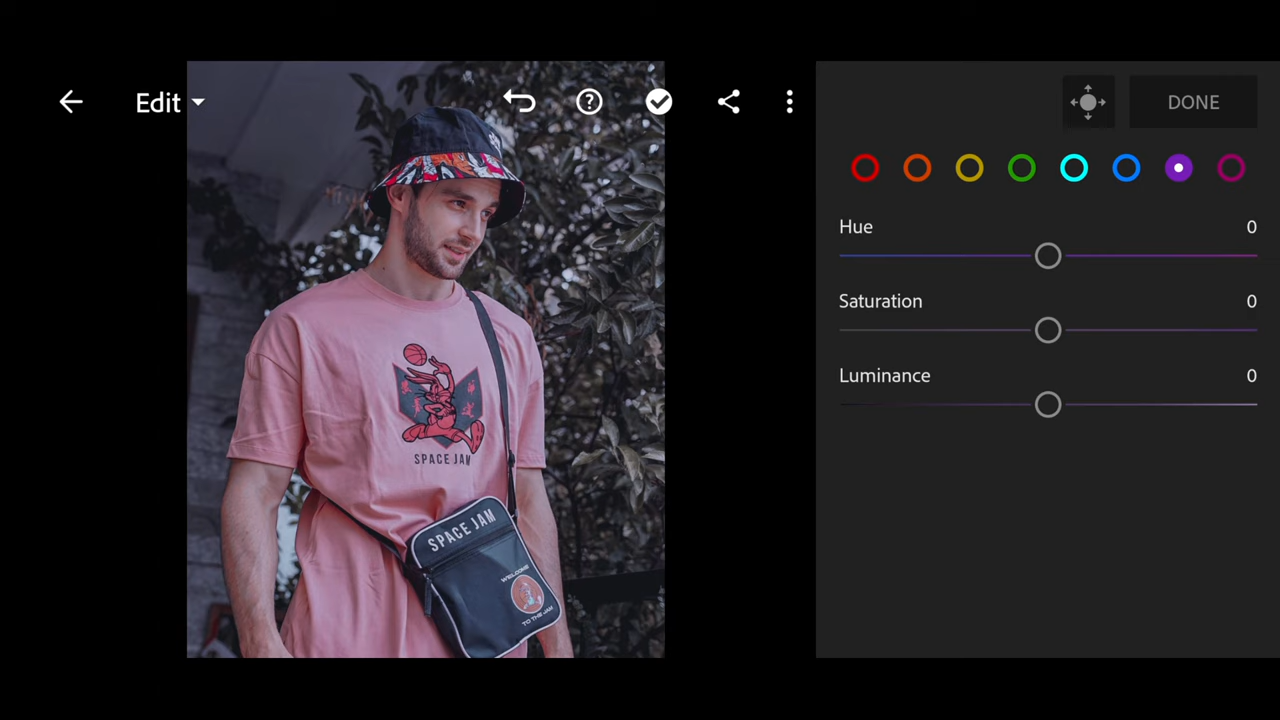 Edit
DONE
Hue 0
Saturation 0
Luminance 0
SPACE JAM
SPACE JAM
WELCOME
TO THE JAM